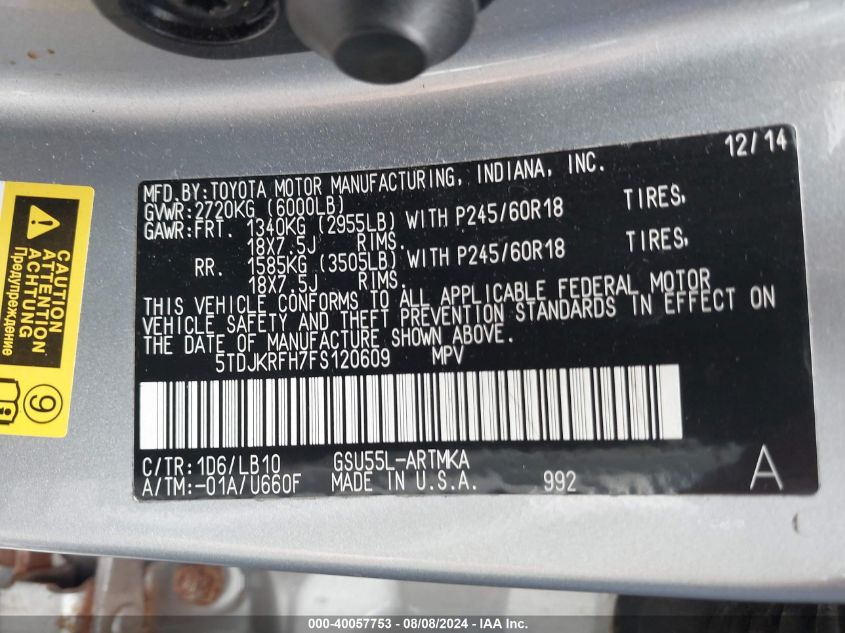 12/14
MFD.BY:TOYOTA MOTOR MANUFACTURING, INDIANA, INC.
GVWR:2720KG (6000LB)
GAWR:FRT. 1340KG (2955LB) WITH P245/60R18 TIRES,
18X7.5J RIMS.
RR. 1585KG (3505LB) WITH P245/60R18 TIRES,
18X7.5J RIMS.
THIS VEHICLE CONFORMS TO ALL APPLICABLE FEDERAL MOTOR
VEHICLE SAFETY AND THEFT PREVENTION STANDARDS IN EFFECT ON
THE DATE OF MANUFACTURE SHOWN ABOVE.
5TDJKRFH7FS120609 MPV
C/TR:1D6/LB10 GSU55L-ARTMKA
A/TM:-01A/U660F MADE IN U.S.A. 992 A
CAUTION
ATTENTION
ACHTUNG
Предупреждение
9
000-40057753 - 08/08/2024 - IAA Inc.